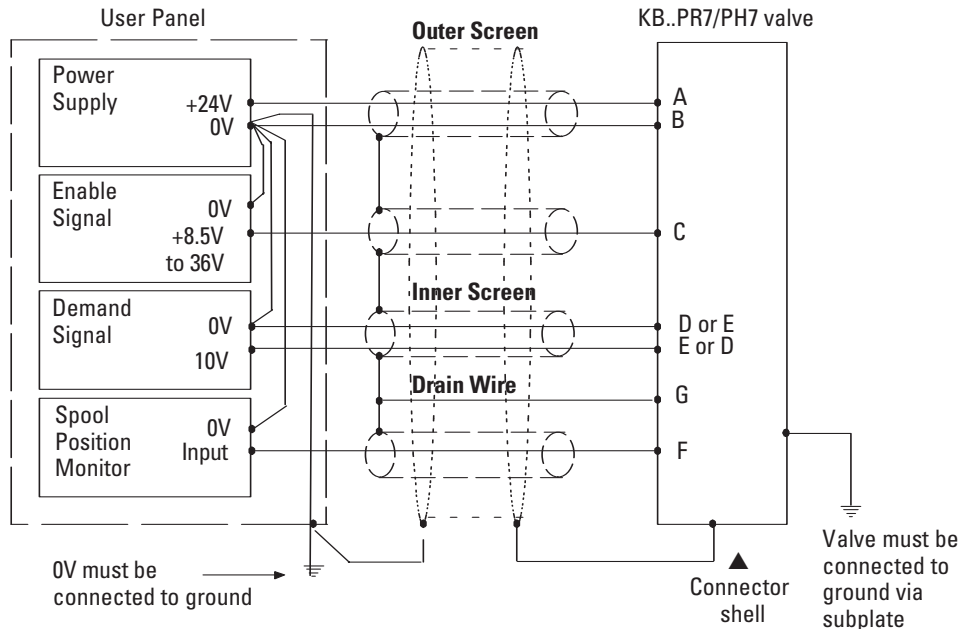 User Panel
Outer Screen
KB..PR7/PH7 valve
Power
Supply
+24V
0V
A
B
Enable
Signal
0V
+8.5V
to 36V
C
Inner Screen
Demand
Signal
0V
10V
D or E
E or D
Drain Wire
G
Spool
Position
Monitor
0V
Input
F
0V must be
connected to ground
Connector
shell
Valve must be
connected to
ground via
subplate